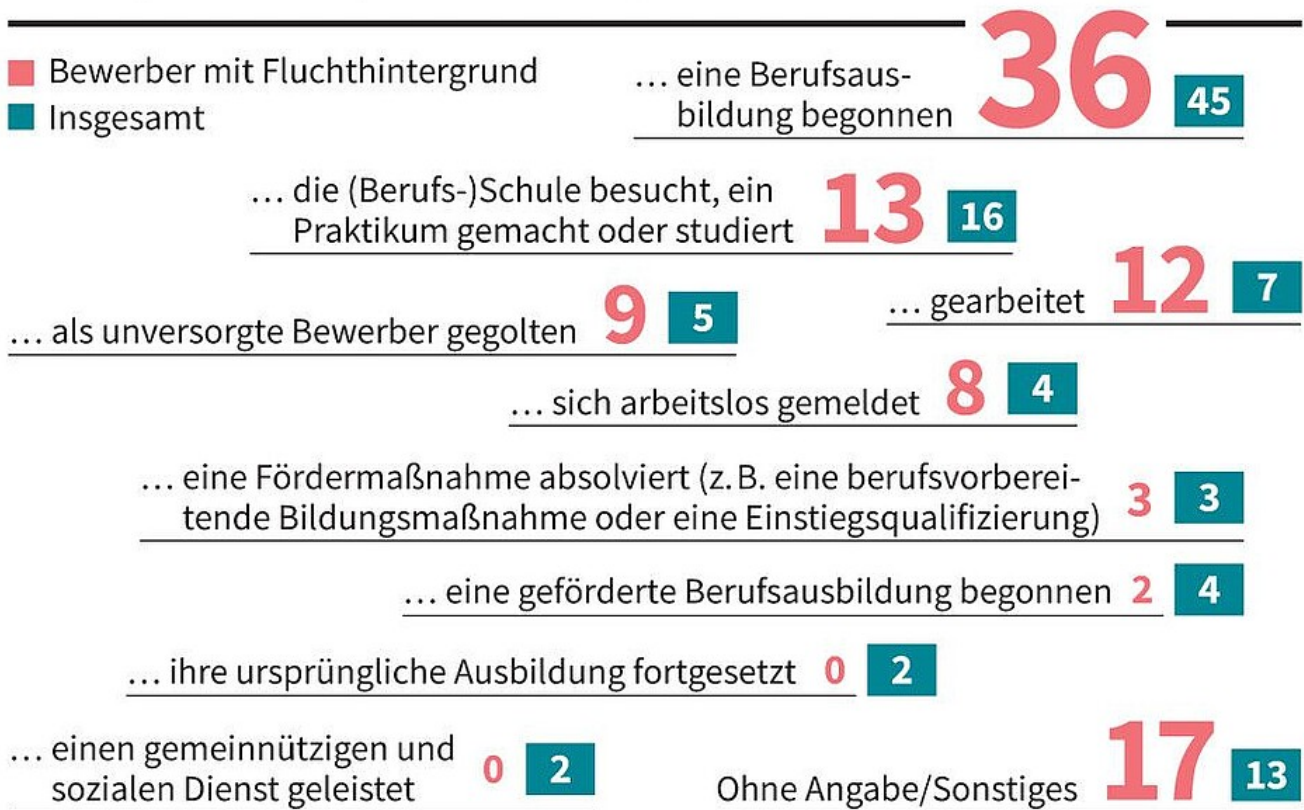 Bewerber mit Fluchthintergrund
Insgesamt
… eine Berufsaus-
bildung begonnen 36 45
… die (Berufs-)Schule besucht, ein
Praktikum gemacht oder studiert 13 16
… gearbeitet 12 7
… als unversorgte Bewerber gegolten 9 5
… sich arbeitslos gemeldet 8 4
… eine Fördermaßnahme absolviert (z. B. eine berufsvorberei-
tende Bildungsmaßnahme oder eine Einstiegsqualifizierung) 3 3
… eine geförderte Berufsausbildung begonnen 2 4
… ihre ursprüngliche Ausbildung fortgesetzt 0 2
… einen gemeinnützigen und
sozialen Dienst geleistet 0 2
Ohne Angabe/Sonstiges 17 13